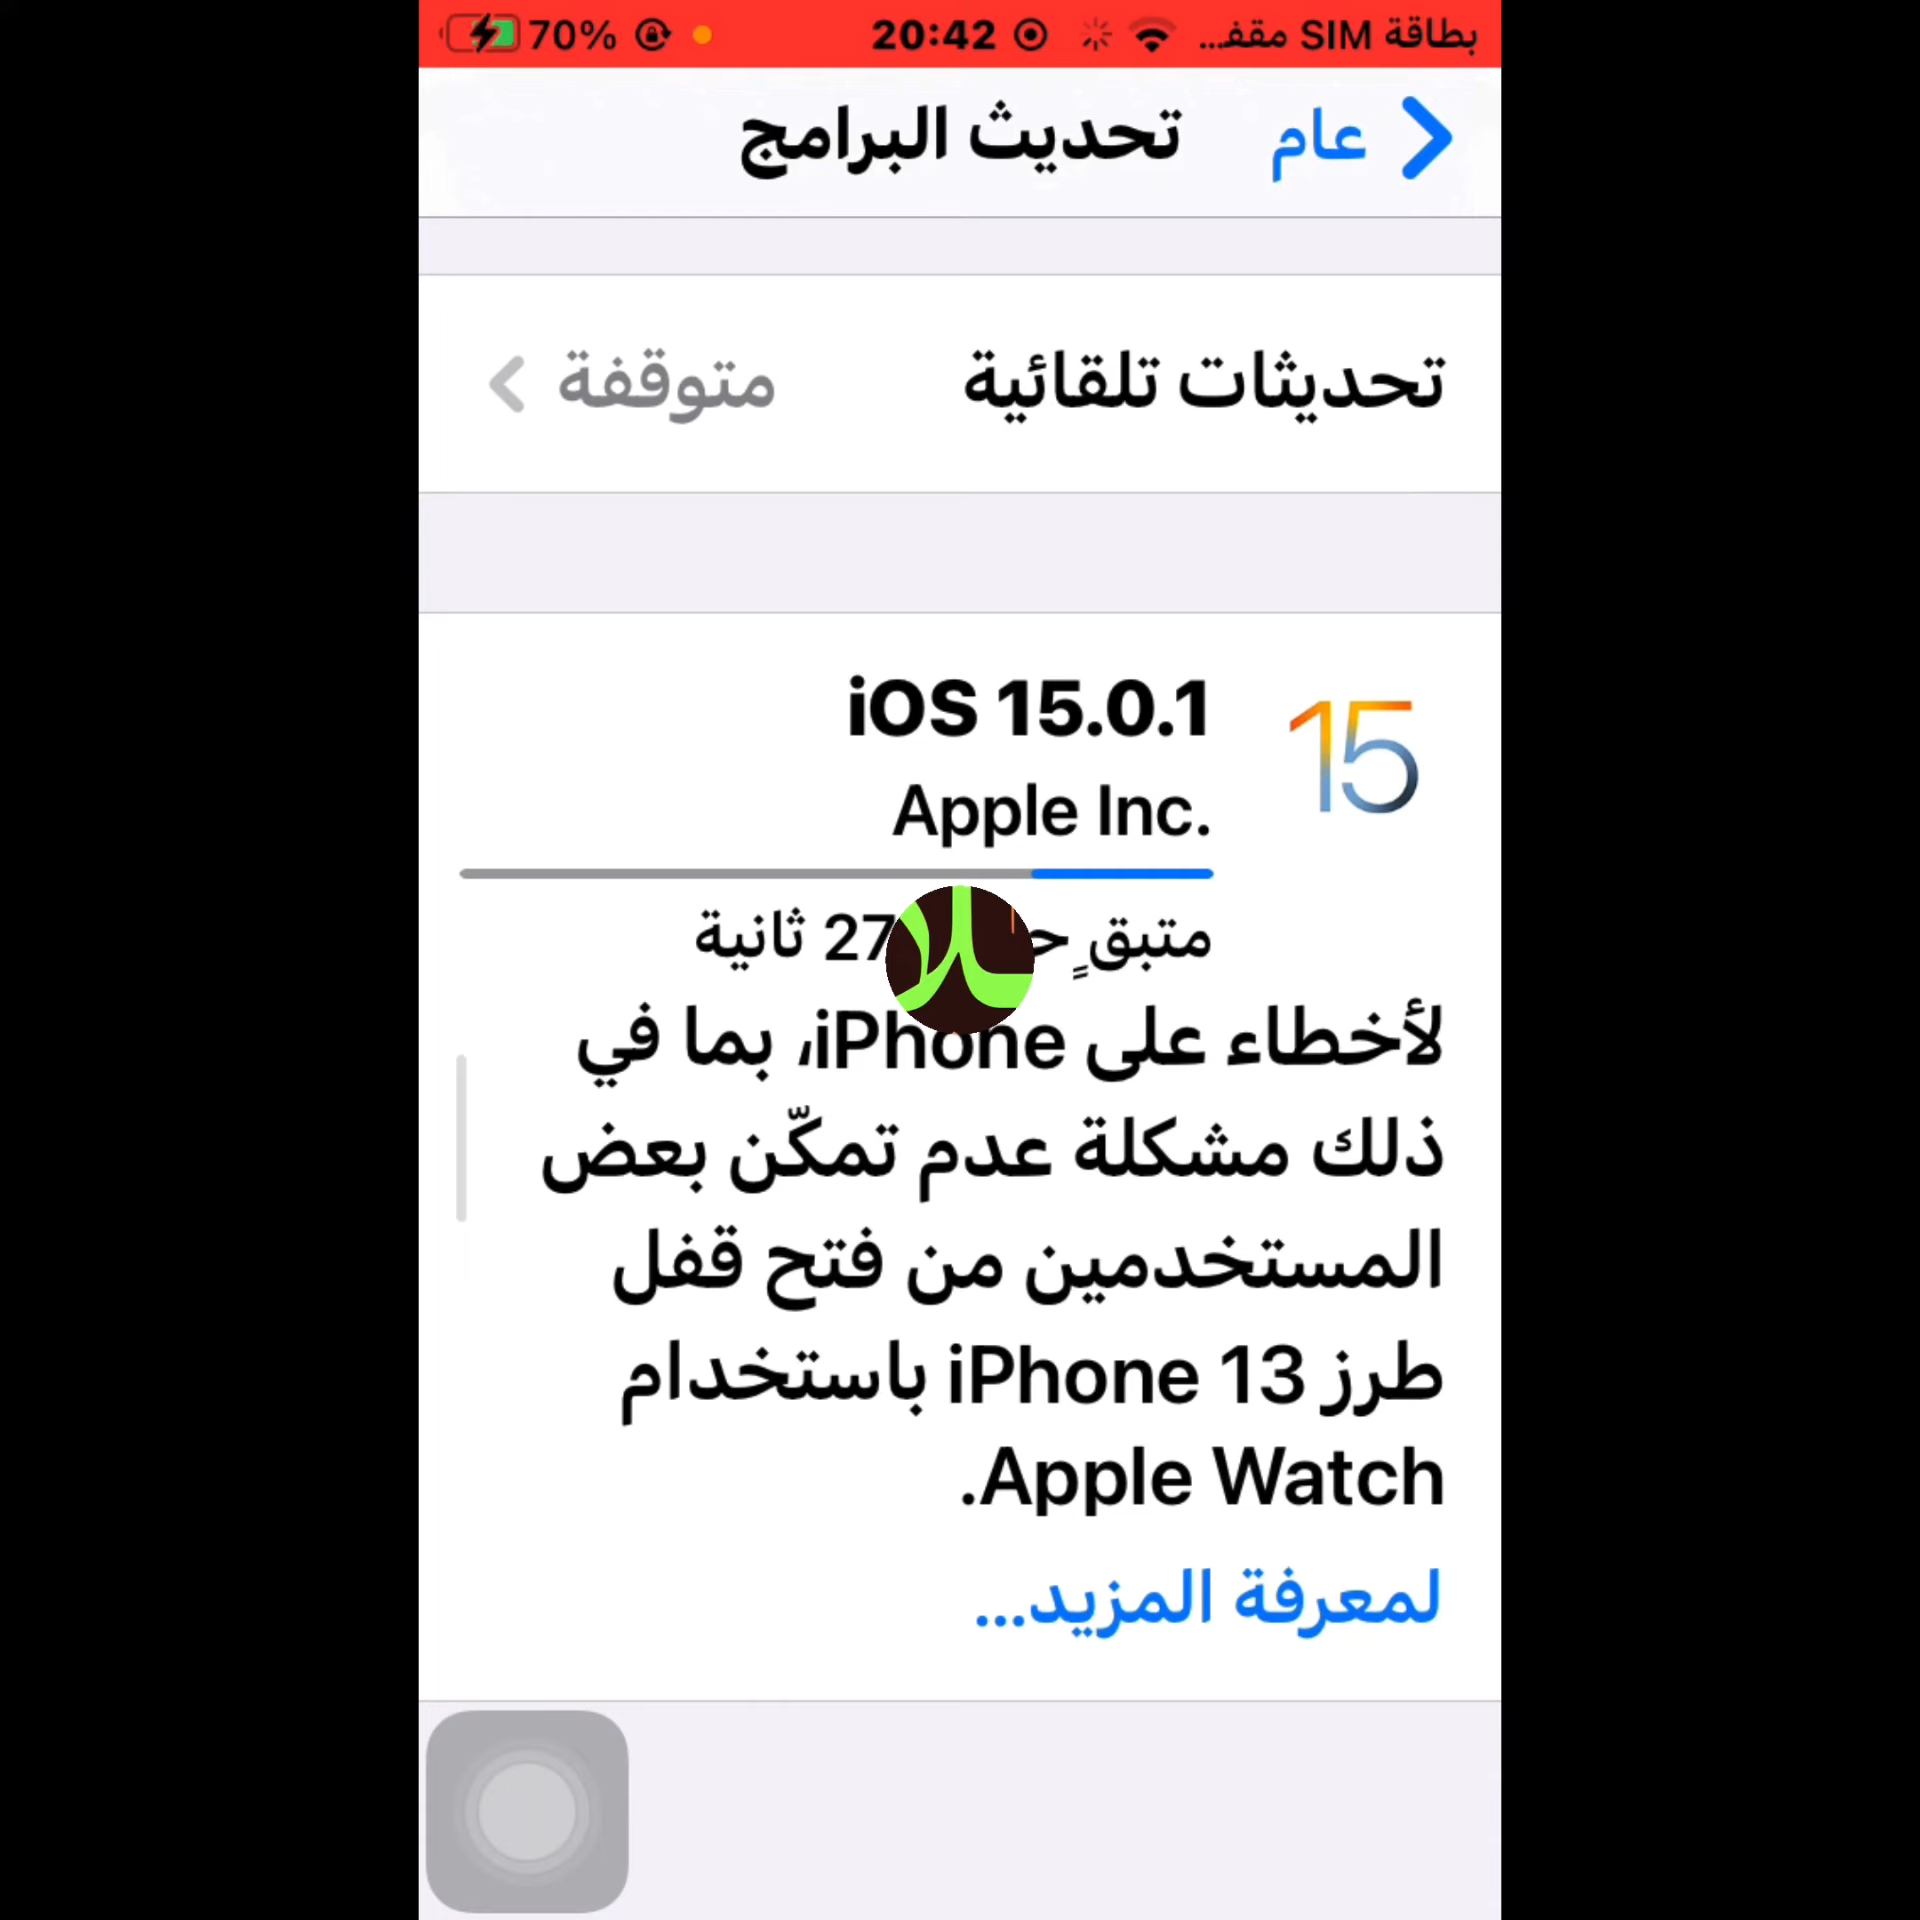 بطاقة SIM مقفـ... 20:42 70%
عام تحديث البرامج
تحديثات تلقائية متوقفة
15 iOS 15.0.1
Apple Inc.
متبقٍ 27 ثانية
لأخطاء على iPhone، بما في
ذلك مشكلة عدم تمكّن بعض
المستخدمين من فتح قفل
طرز iPhone 13 باستخدام
Apple Watch.
لمعرفة المزيد...